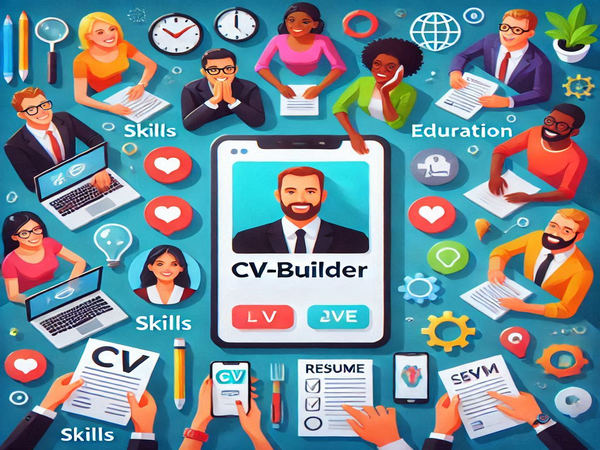 Skills
Eduration
CV-Builder
LV
JVE
Skills
CV
CV
RESUME
SEVM
Skills